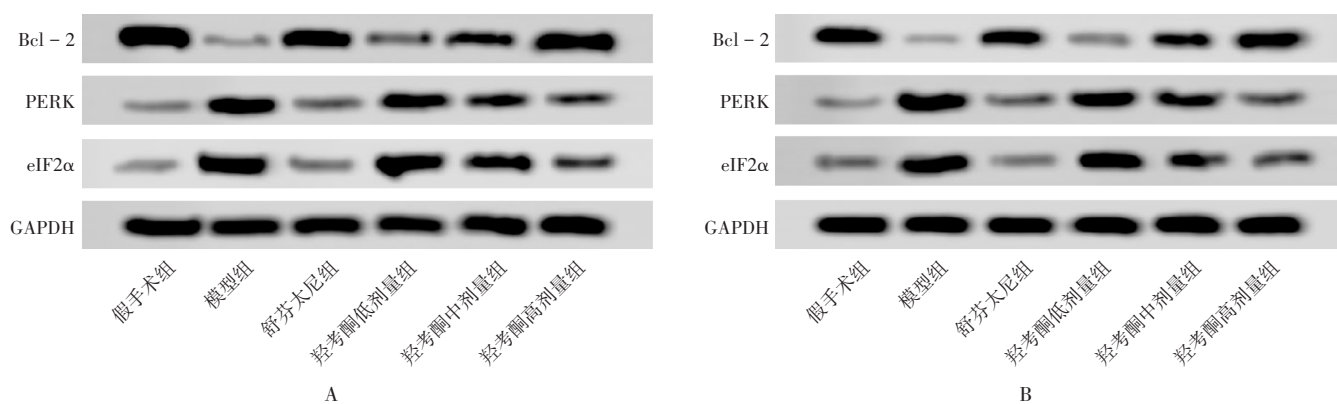 Bcl－2
PERK
eIF2α
GAPDH
假手术组
模型组
舒芬太尼组
羟考酮低剂量组
羟考酮中剂量组
羟考酮高剂量组
A
Bcl－2
PERK
eIF2α
GAPDH
假手术组
模型组
舒芬太尼组
羟考酮低剂量组
羟考酮中剂量组
羟考酮高剂量组
B